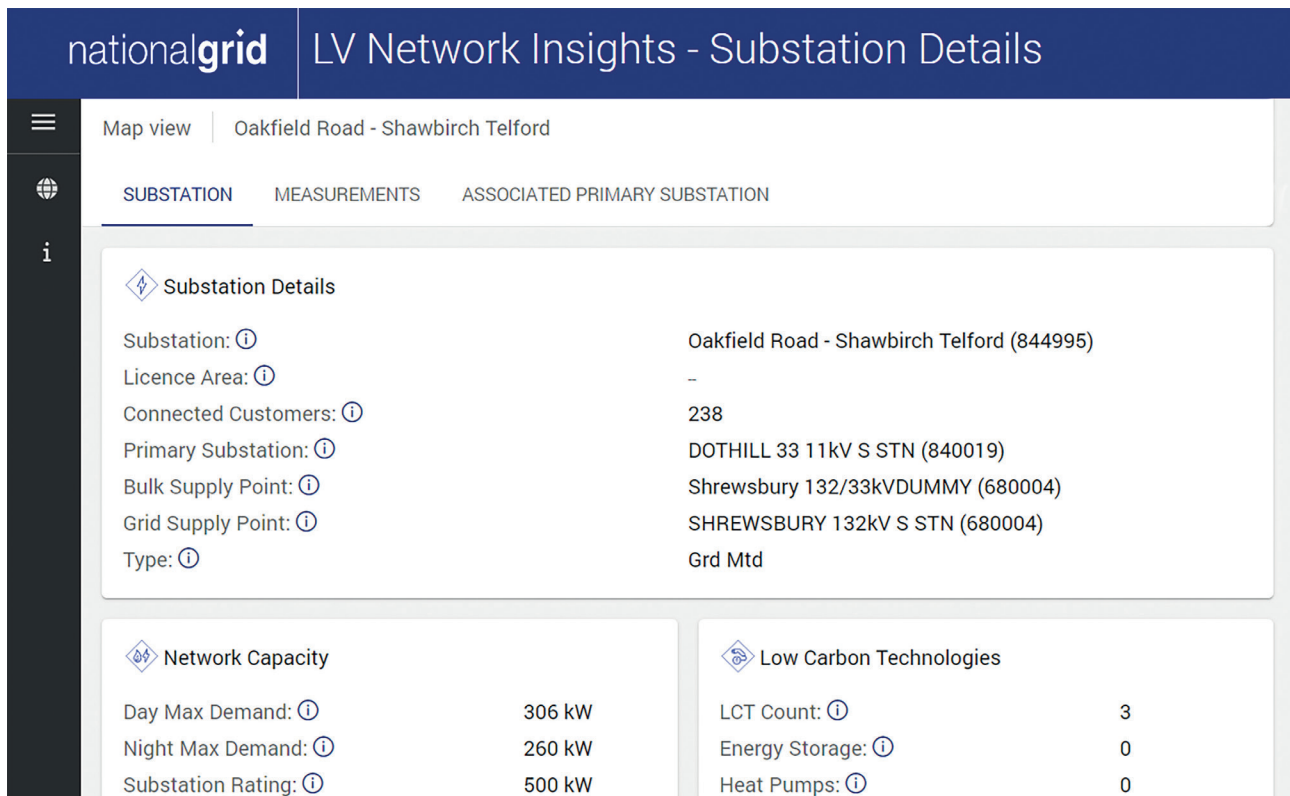 nationalgrid LV Network Insights - Substation Details
Map view Oakfield Road - Shawbirch Telford
SUBSTATION MEASUREMENTS ASSOCIATED PRIMARY SUBSTATION
Substation Details
Substation: Oakfield Road - Shawbirch Telford (844995)
Licence Area: --
Connected Customers: 238
Primary Substation: DOTHILL 33 11kV S STN (840019)
Bulk Supply Point: Shrewsbury 132/33kVDUMMY (680004)
Grid Supply Point: SHREWSBURY 132kV S STN (680004)
Type: Grd Mtd
Network Capacity
Day Max Demand: 306 kW
Night Max Demand: 260 kW
Substation Rating: 500 kW
Low Carbon Technologies
LCT Count: 3
Energy Storage: 0
Heat Pumps: 0